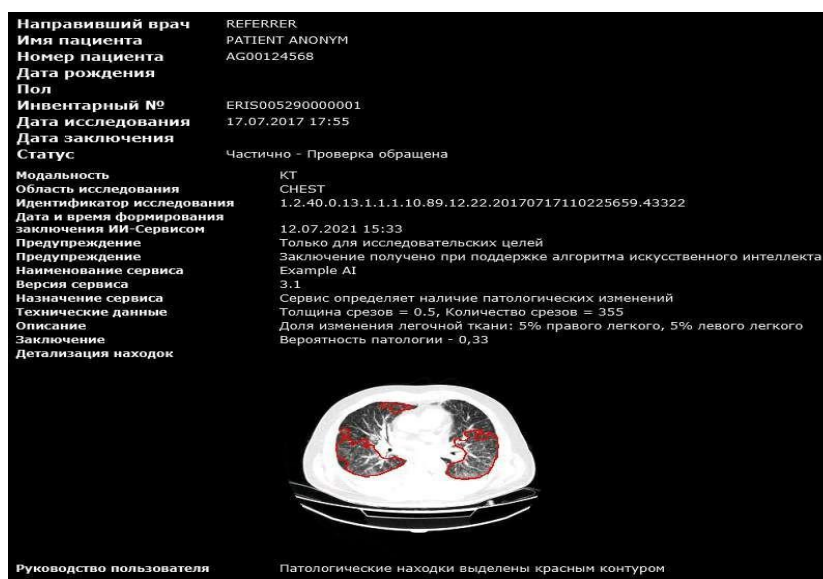 Направивший врач REFERRER
Имя пациента PATIENT ANONYM
Номер пациента AG00124568
Дата рождения
Пол
Инвентарный № ERIS005290000001
Дата исследования 17.07.2017 17:55
Дата заключения
Статус Частично - Проверка обращена
Модальность КТ
Область исследования CHEST
Идентификатор исследования 1.2.40.0.13.1.1.1.10.89.12.22.20170717110225659.43322
Дата и время формирования
заключения ИИ-Сервисом 12.07.2021 15:33
Предупреждение Только для исследовательских целей
Предупреждение Заключение получено при поддержке алгоритма искусственного интеллекта
Наименование сервиса Example AI
Версия сервиса 3.1
Назначение сервиса Сервис определяет наличие патологических изменений
Технические данные Толщина срезов = 0.5, Количество срезов = 355
Описание Доля изменения легочной ткани: 5% правого легкого, 5% левого легкого
Заключение Вероятность патологии - 0,33
Детализация находок
Руководство пользователя Патологические находки выделены красным контуром